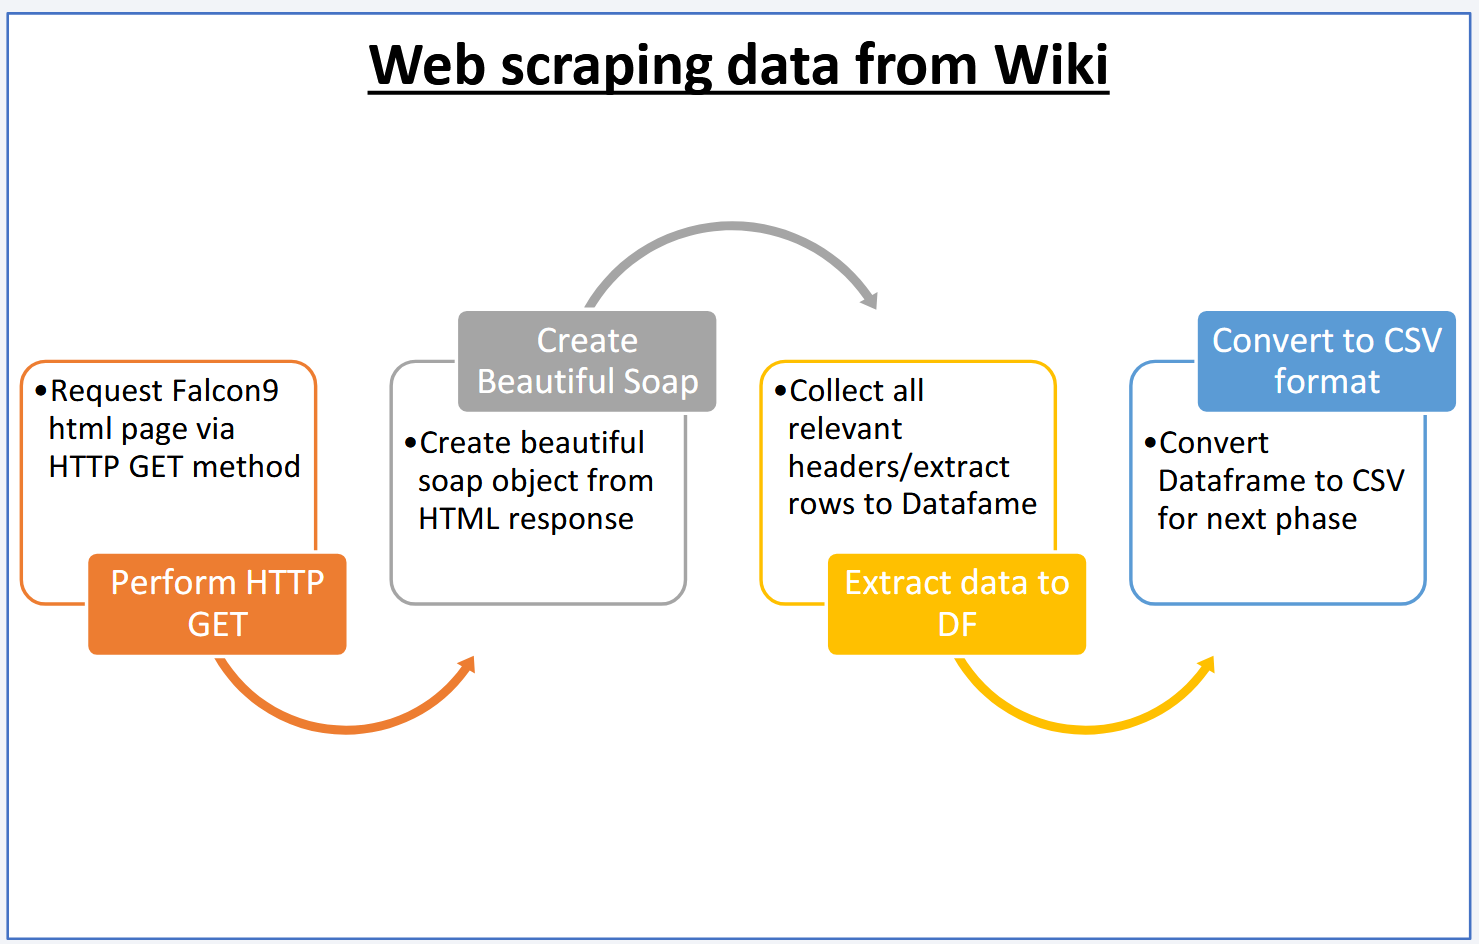 Web scraping data from Wiki
•Request Falcon9
html page via
HTTP GET method
Perform HTTP
GET
Create
Beautiful Soap
•Create beautiful
soap object from
HTML response
•Collect all
relevant
headers/extract
rows to Datafame
Extract data to
DF
Convert to CSV
format
•Convert
Dataframe to CSV
for next phase